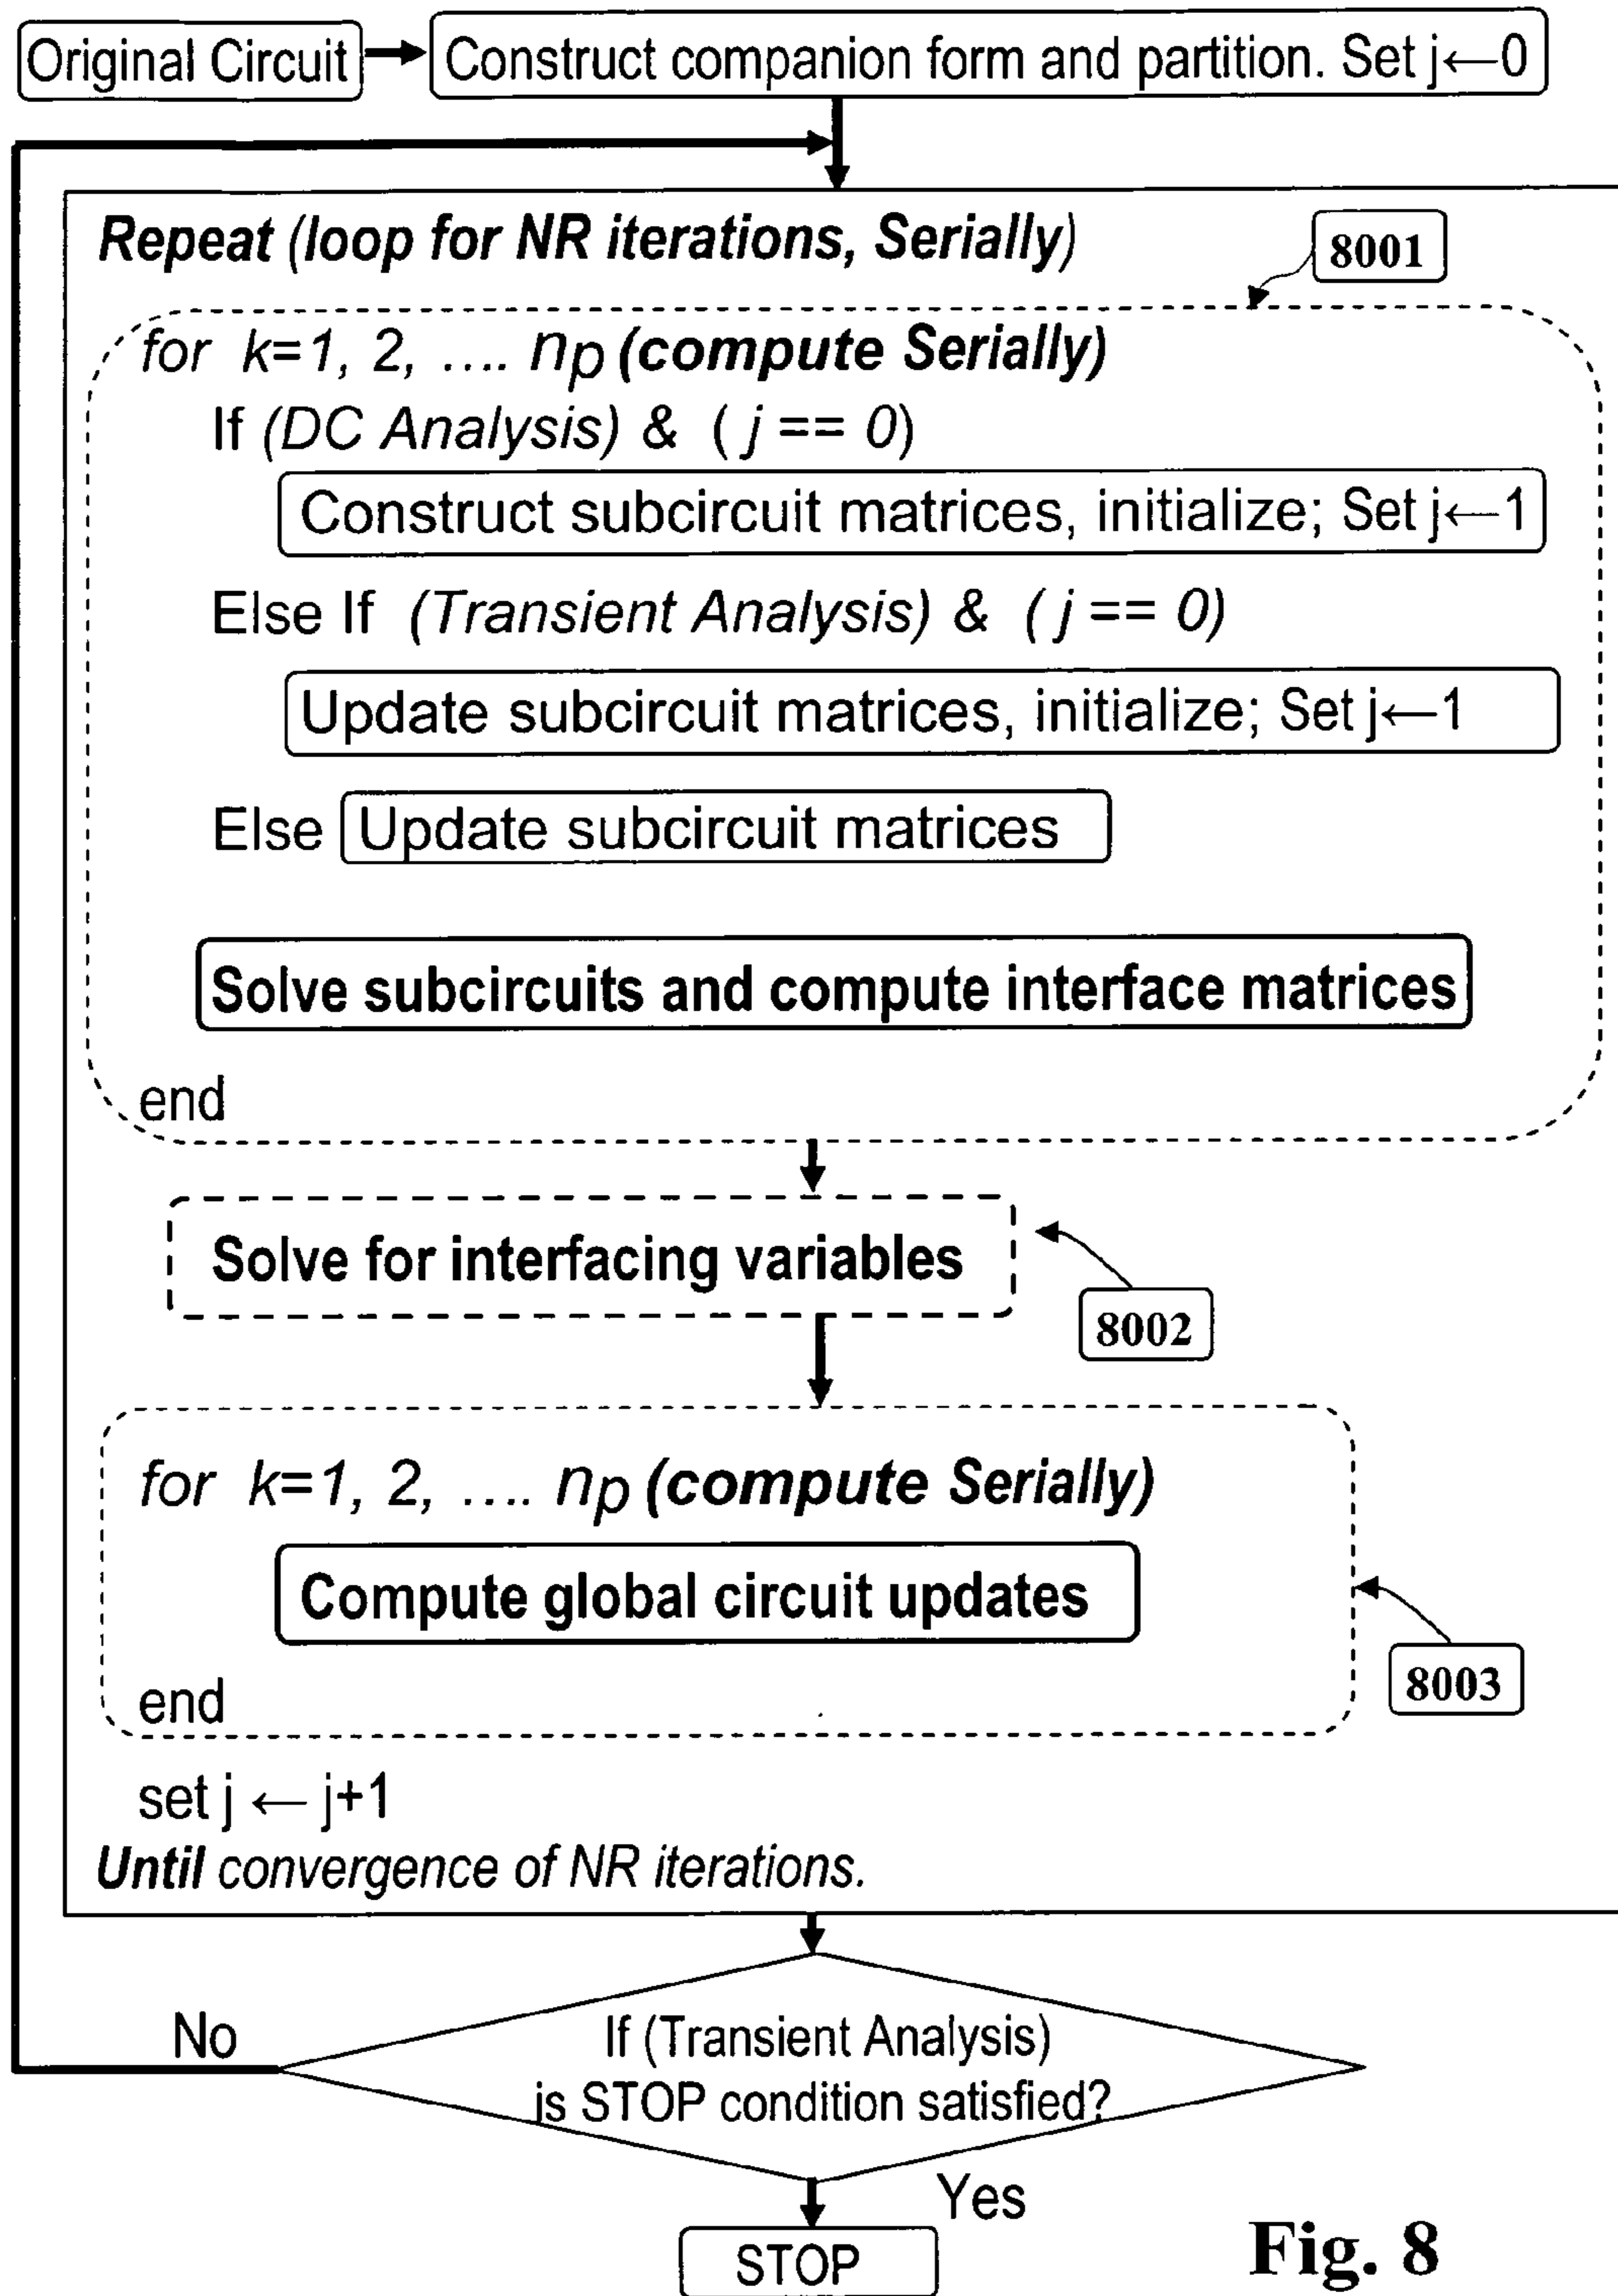 Original Circuit
Construct companion form and partition. Set j←0
Repeat (loop for NR iterations, Serially)
8001
for k=1, 2, .... np (compute Serially)
If (DC Analysis) & ( j == 0)
Construct subcircuit matrices, initialize; Set j←1
Else If (Transient Analysis) & ( j == 0)
Update subcircuit matrices, initialize; Set j←1
Else Update subcircuit matrices
Solve subcircuits and compute interface matrices
end
Solve for interfacing variables
8002
for k=1, 2, .... np (compute Serially)
Compute global circuit updates
8003
end
set j ← j+1
Until convergence of NR iterations.
No
If (Transient Analysis)
is STOP condition satisfied?
Yes
STOP
Fig. 8